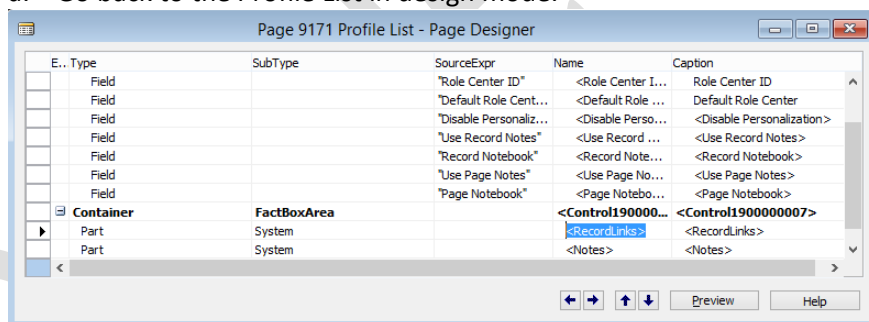 Go back to the Profile List in design mode.
Page 9171 Profile List - Page Designer
E.. Type SubType SourceExpr Name Caption
Field "Role Center ID" <Role Center I... Role Center ID
Field "Default Role Cent... <Default Role ... Default Role Center
Field "Disable Personaliz... <Disable Perso... <Disable Personalization>
Field "Use Record Notes" <Use Record ... <Use Record Notes>
Field "Record Notebook" <Record Note... <Record Notebook>
Field "Use Page Notes" <Use Page No... <Use Page Notes>
Field "Page Notebook" <Page Notebo... <Page Notebook>
Container FactBoxArea <Control190000... <Control1900000007>
Part System <RecordLinks> <RecordLinks>
Part System <Notes> <Notes>
Preview Help